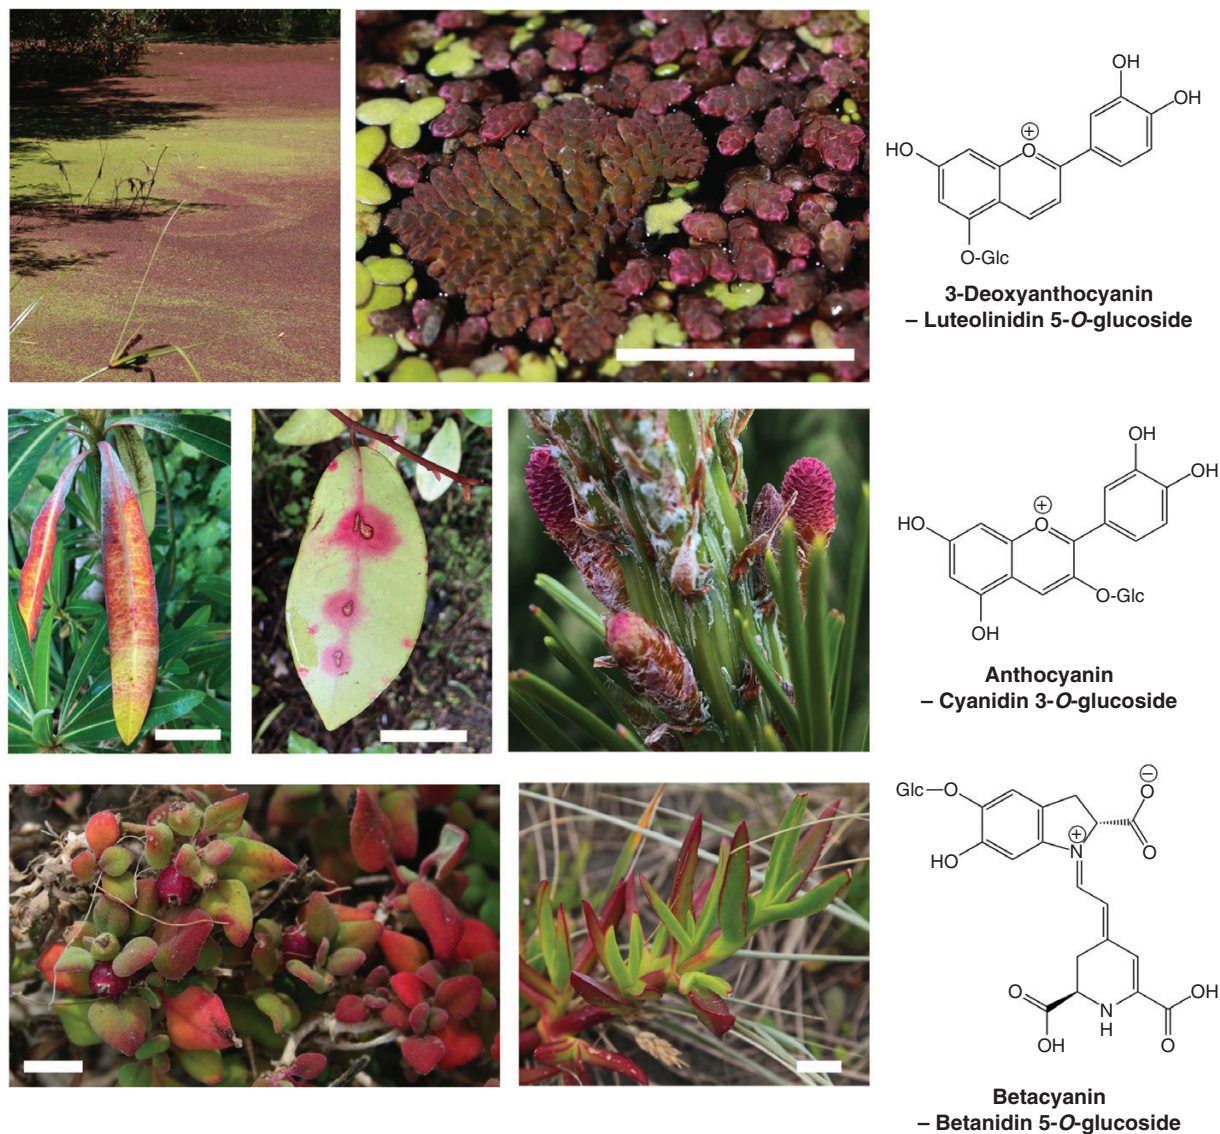 OH
OH
HO
⊕
O
O-Glc
3-Deoxyanthocyanin
– Luteolinidin 5-O-glucoside
OH
OH
HO
⊕
O
O-Glc
OH
Anthocyanin
– Cyanidin 3-O-glucoside
⊖
Glc–O
O
⊕
HO
N
O
O
OH
N
H
OH
O
Betacyanin
– Betanidin 5-O-glucoside